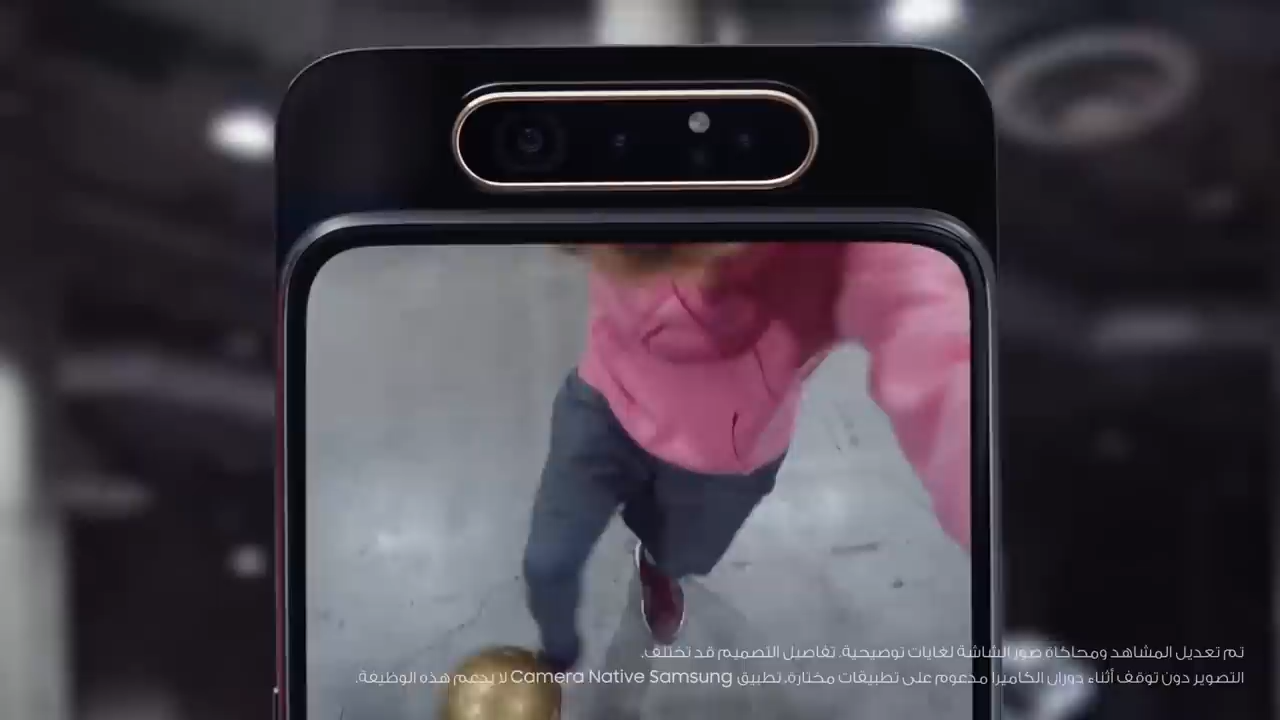 تم تعديل المشاهد ومحاكاة صور الشاشة لغايات توضيحية. تفاصيل التصميم قد تختلف.
التصوير دون توقف أثناء دوران الكاميرا مدعوم على تطبيقات مختارة، تطبيق Camera Native Samsung لا يدعم هذه الوظيفة.